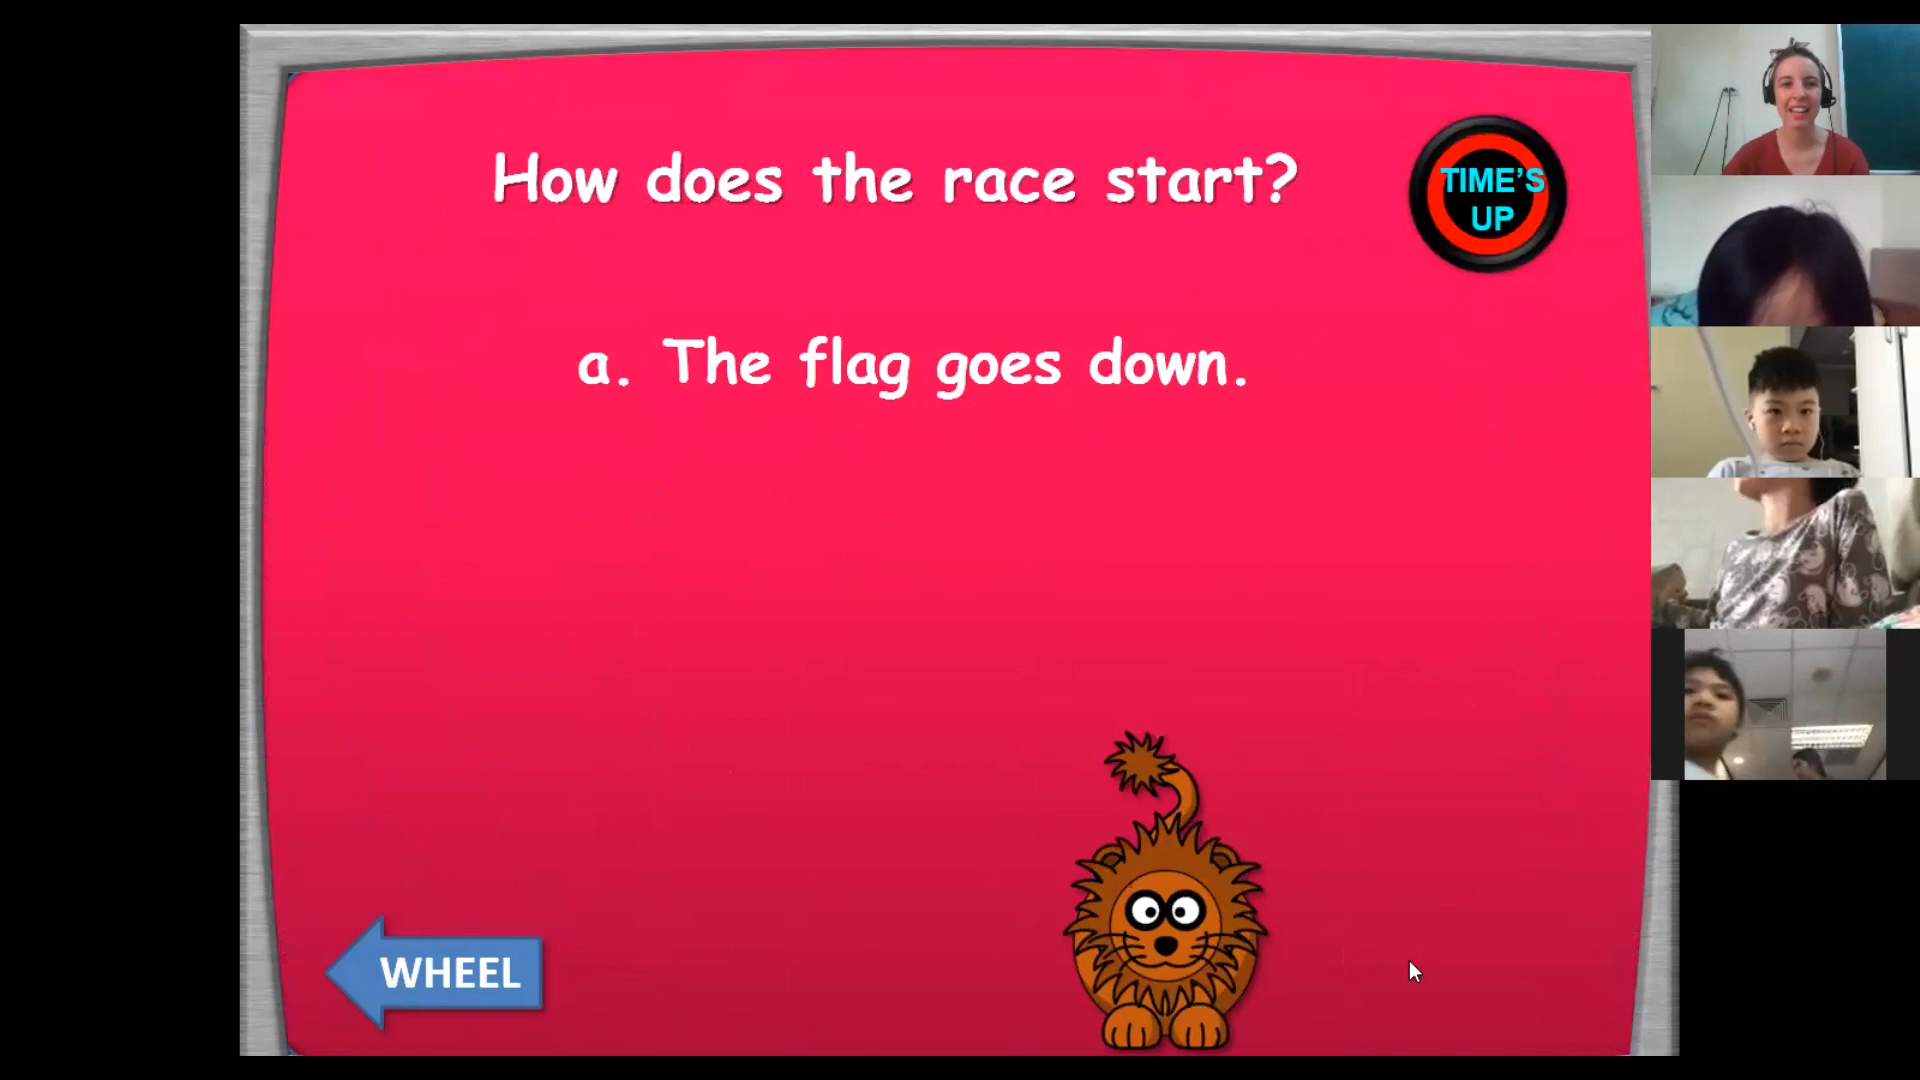 How does the race start?
TIME'S
UP
a. The flag goes down.
WHEEL